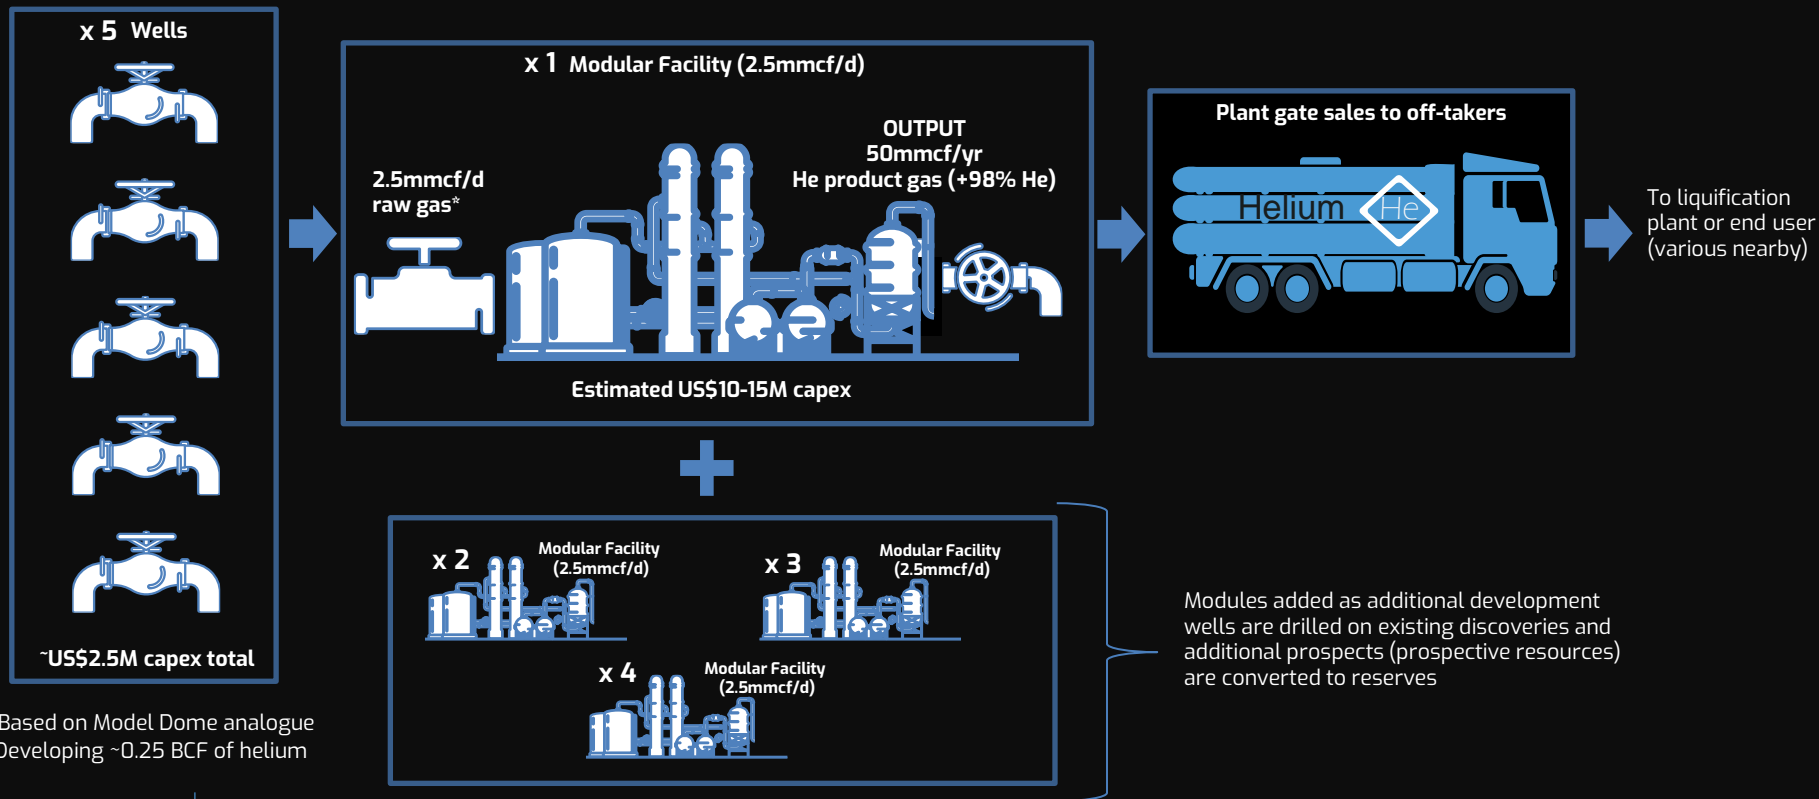 x 5 Wells
~US$2.5M capex total
Based on Model Dome analogue
Developing ~0.25 BCF of helium
x 1 Modular Facility (2.5mmcf/d)
2.5mmcf/d
raw gas*
OUTPUT
50mmcf/yr
He product gas (+98% He)
Estimated US$10-15M capex
Plant gate sales to off-takers
Helium He
To liquification
plant or end user
(various nearby)
x 2 Modular Facility
(2.5mmcf/d)
x 3 Modular Facility
(2.5mmcf/d)
x 4 Modular Facility
(2.5mmcf/d)
Modules added as additional development
wells are drilled on existing discoveries and
additional prospects (prospective resources)
are converted to reserves